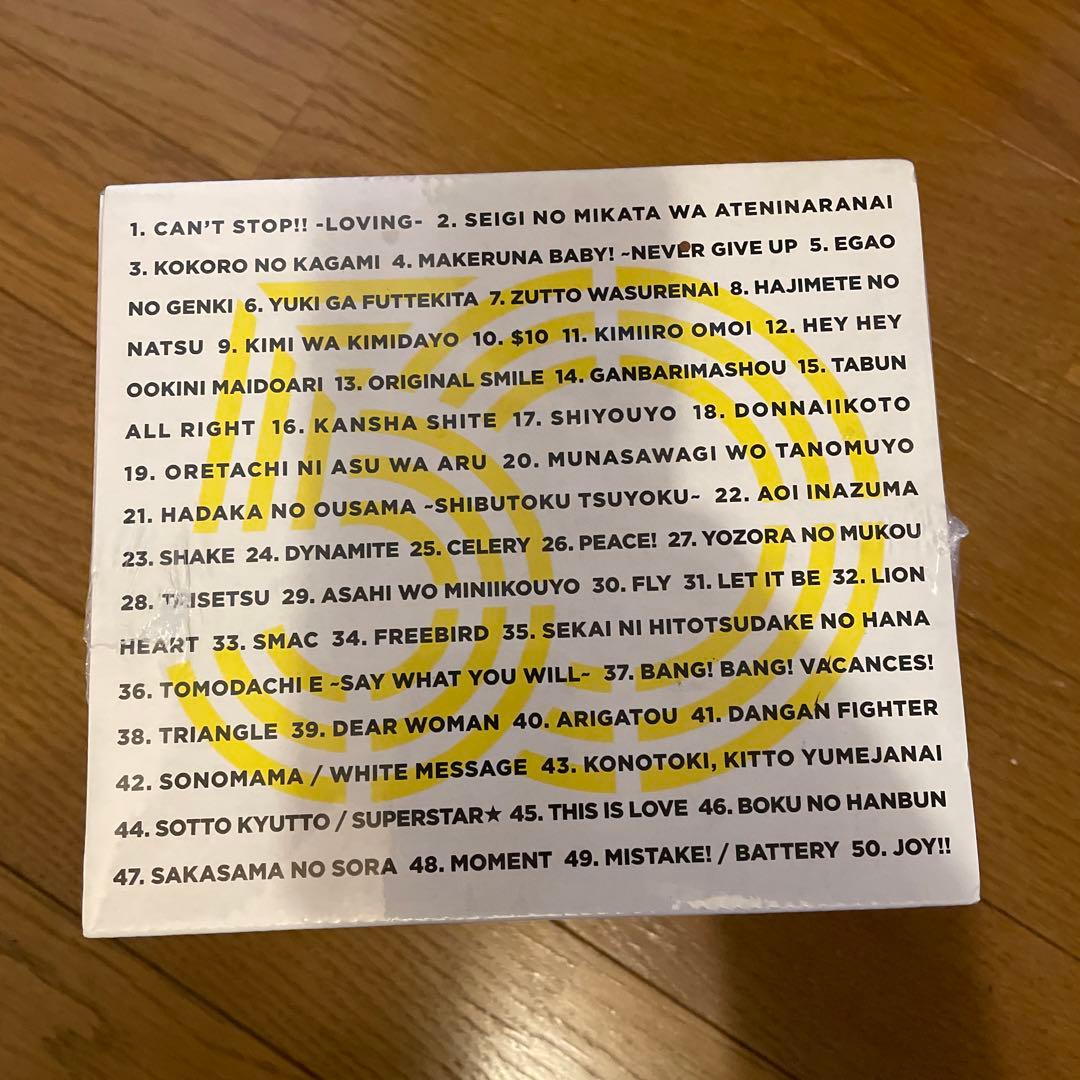 1. CAN'T STOP!! -LOVING- 2. SEIGI NO MIKATA WA ATENINARANAI
3. KOKORO NO KAGAMI 4. MAKERUNA BABY! ~NEVER GIVE UP 5. EGAO
NO GENKI 6. YUKI GA FUTTEKITA 7. ZUTTO WASURENAI 8. HAJIMETE NO
NATSU 9. KIMI WA KIMIDAYO 10. $10 11. KIMIIRO OMOI 12. HEY HEY
OOKINI MAIDOARI 13. ORIGINAL SMILE 14. GANBARIMASHOU 15. TABUN
ALL RIGHT 16. KANSHA SHITE 17. SHIYOUYO 18. DONNAIIKOTO
19. ORETACHI NI ASU WA ARU 20. MUNASAWAGI WO TANOMUYO
21. HADAKA NO OUSAMA ~SHIBUTOKU TSUYOKU~ 22. AOI INAZUMA
23. SHAKE 24. DYNAMITE 25. CELERY 26. PEACE! 27. YOZORA NO MUKOU
28. TAISETSU 29. ASAHI WO MINIIKOUYO 30. FLY 31. LET IT BE 32. LION
HEART 33. SMAC 34. FREEBIRD 35. SEKAI NI HITOTSUDAKE NO HANA
36. TOMODACHI E ~SAY WHAT YOU WILL~ 37. BANG! BANG! VACANCES!
38. TRIANGLE 39. DEAR WOMAN 40. ARIGATOU 41. DANGAN FIGHTER
42. SONOMAMA / WHITE MESSAGE 43. KONOTOKI, KITTO YUMEJANAI
44. SOTTO KYUTTO / SUPERSTAR★ 45. THIS IS LOVE 46. BOKU NO HANBUN
47. SAKASAMA NO SORA 48. MOMENT 49. MISTAKE! / BATTERY 50. JOY!!
50